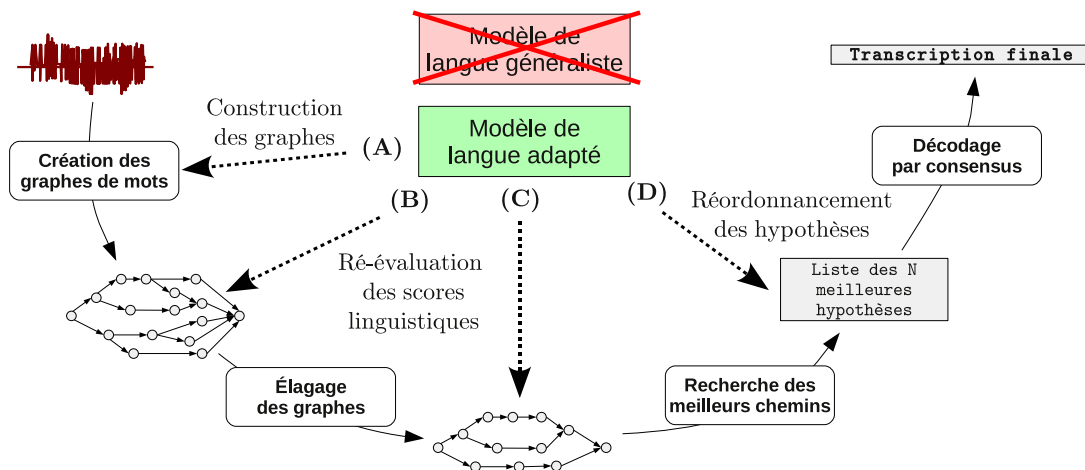 Modèle de
langue généraliste
Transcription finale
Construction
des graphes
(A)
Modèle de
langue adapté
Décodage
par consensus
Création des
graphes de mots
(B)
(C)
(D)
Réordonnancement
des hypothèses
Ré-évaluation
des scores
linguistiques
Liste des N
meilleures
hypothèses
Élagage
des graphes
Recherche des
meilleurs chemins